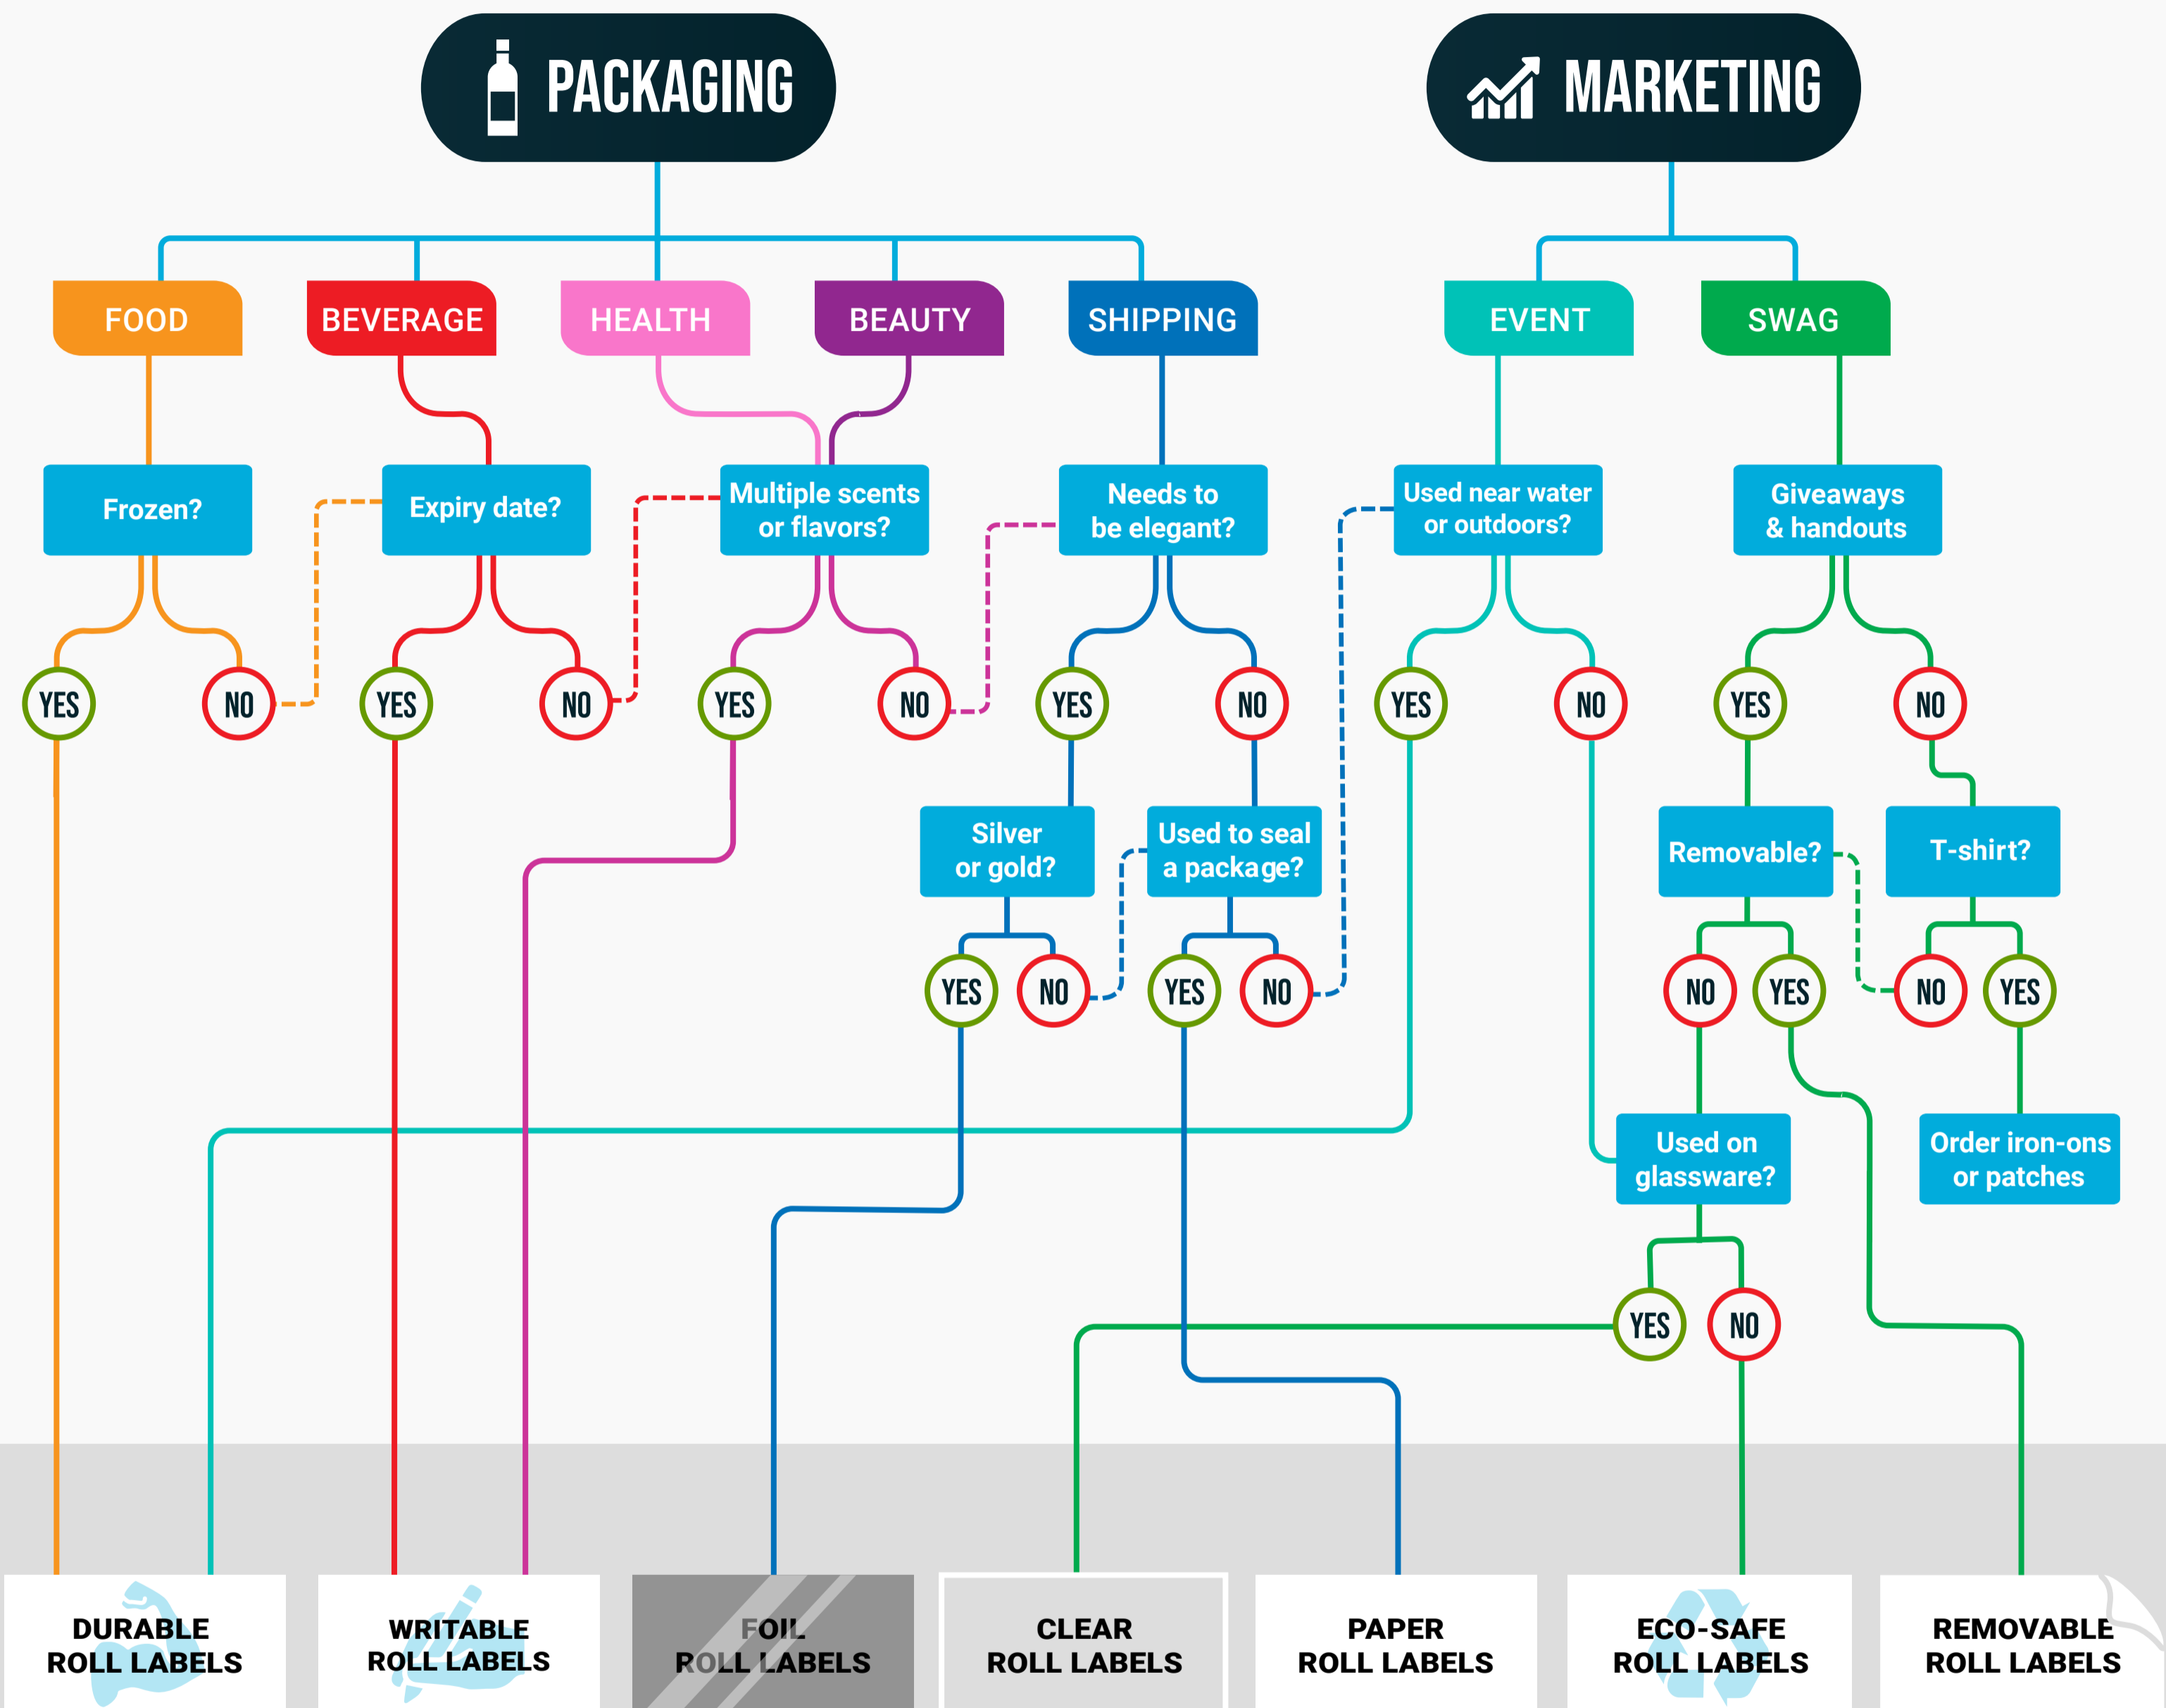 PACKAGING
MARKETING
FOOD
BEVERAGE
HEALTH
BEAUTY
SHIPPING
EVENT
SWAG
Frozen?
Expiry date?
Multiple scents
or flavors?
Needs to
be elegant?
Used near water
or outdoors?
Giveaways
& handouts
YES
NO
YES
NO
YES
NO
YES
NO
YES
NO
YES
NO
Silver
or gold?
Used to seal
a package?
Removable?
T-shirt?
YES
NO
YES
NO
NO
YES
NO
YES
Used on
glassware?
Order iron-ons
or patches
YES
NO
DURABLE
ROLL LABELS
WRITABLE
ROLL LABELS
FOIL
ROLL LABELS
CLEAR
ROLL LABELS
PAPER
ROLL LABELS
ECO-SAFE
ROLL LABELS
REMOVABLE
ROLL LABELS